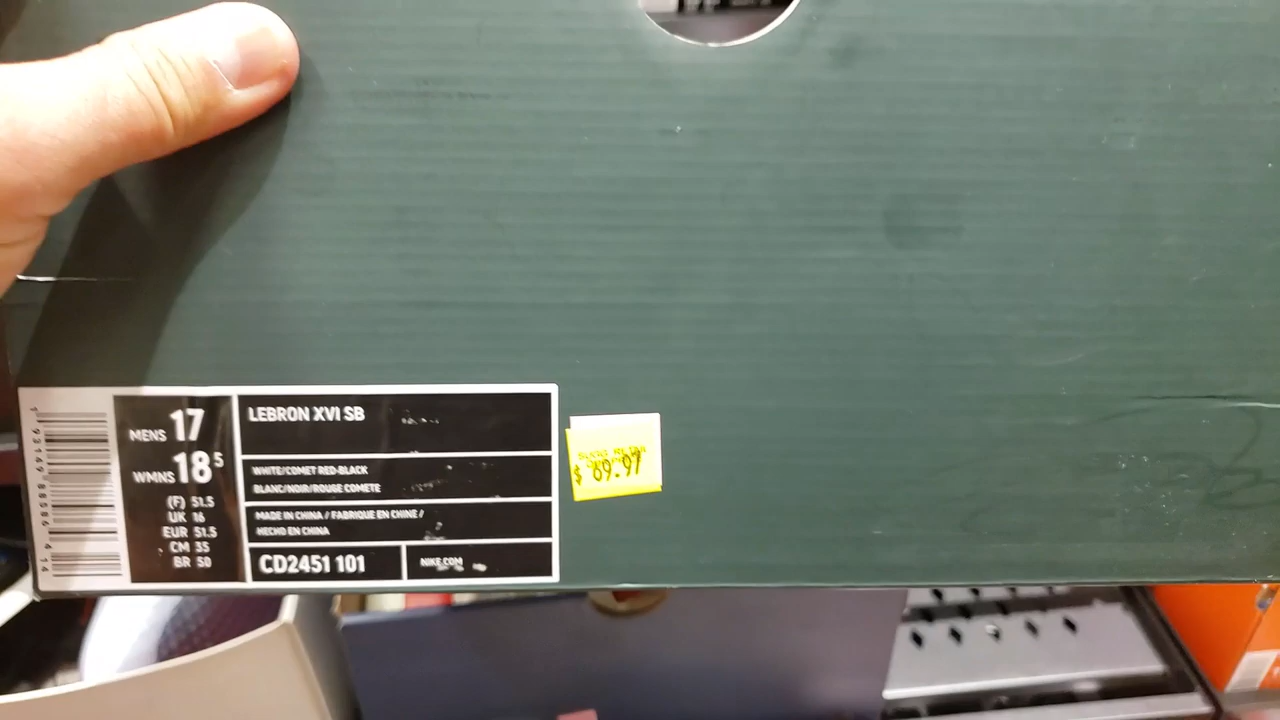 MENS 17
WMNS 18 5
(F) 51.5
UK 16
EUR 51.5
CM 35
BR 50
LEBRON XVI SB
WHITE/COMET RED-BLACK
BLANC/NOIR/ROUGE COMETE
MADE IN CHINA / FABRIQUE EN CHINE /
HECHO EN CHINA
CD2451 101
NIKE.COM
$ 69.97